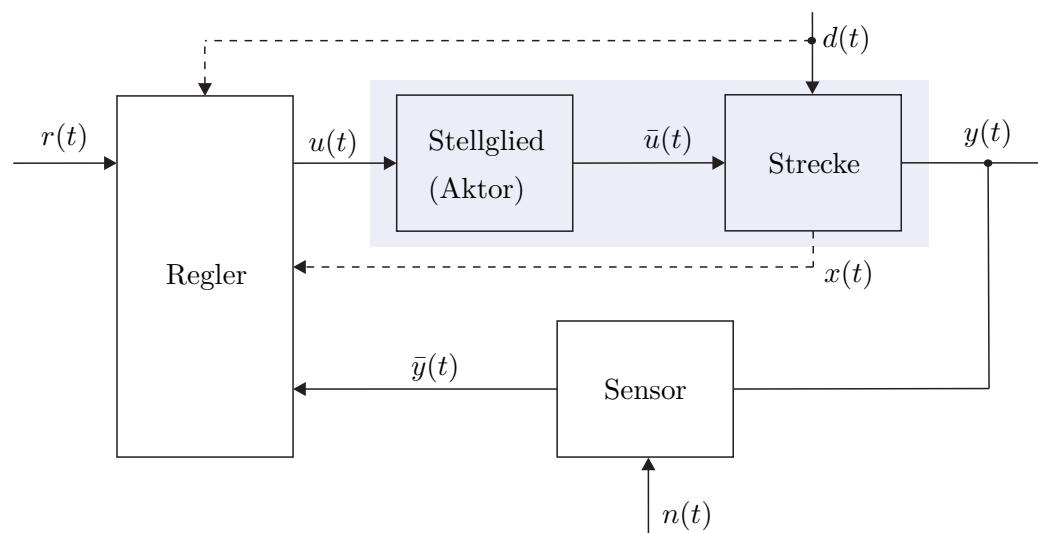 d(t)
r(t)
u(t)
Stellglied
(Aktor)
ū(t)
Strecke
y(t)
Regler
x(t)
ȳ(t)
Sensor
n(t)